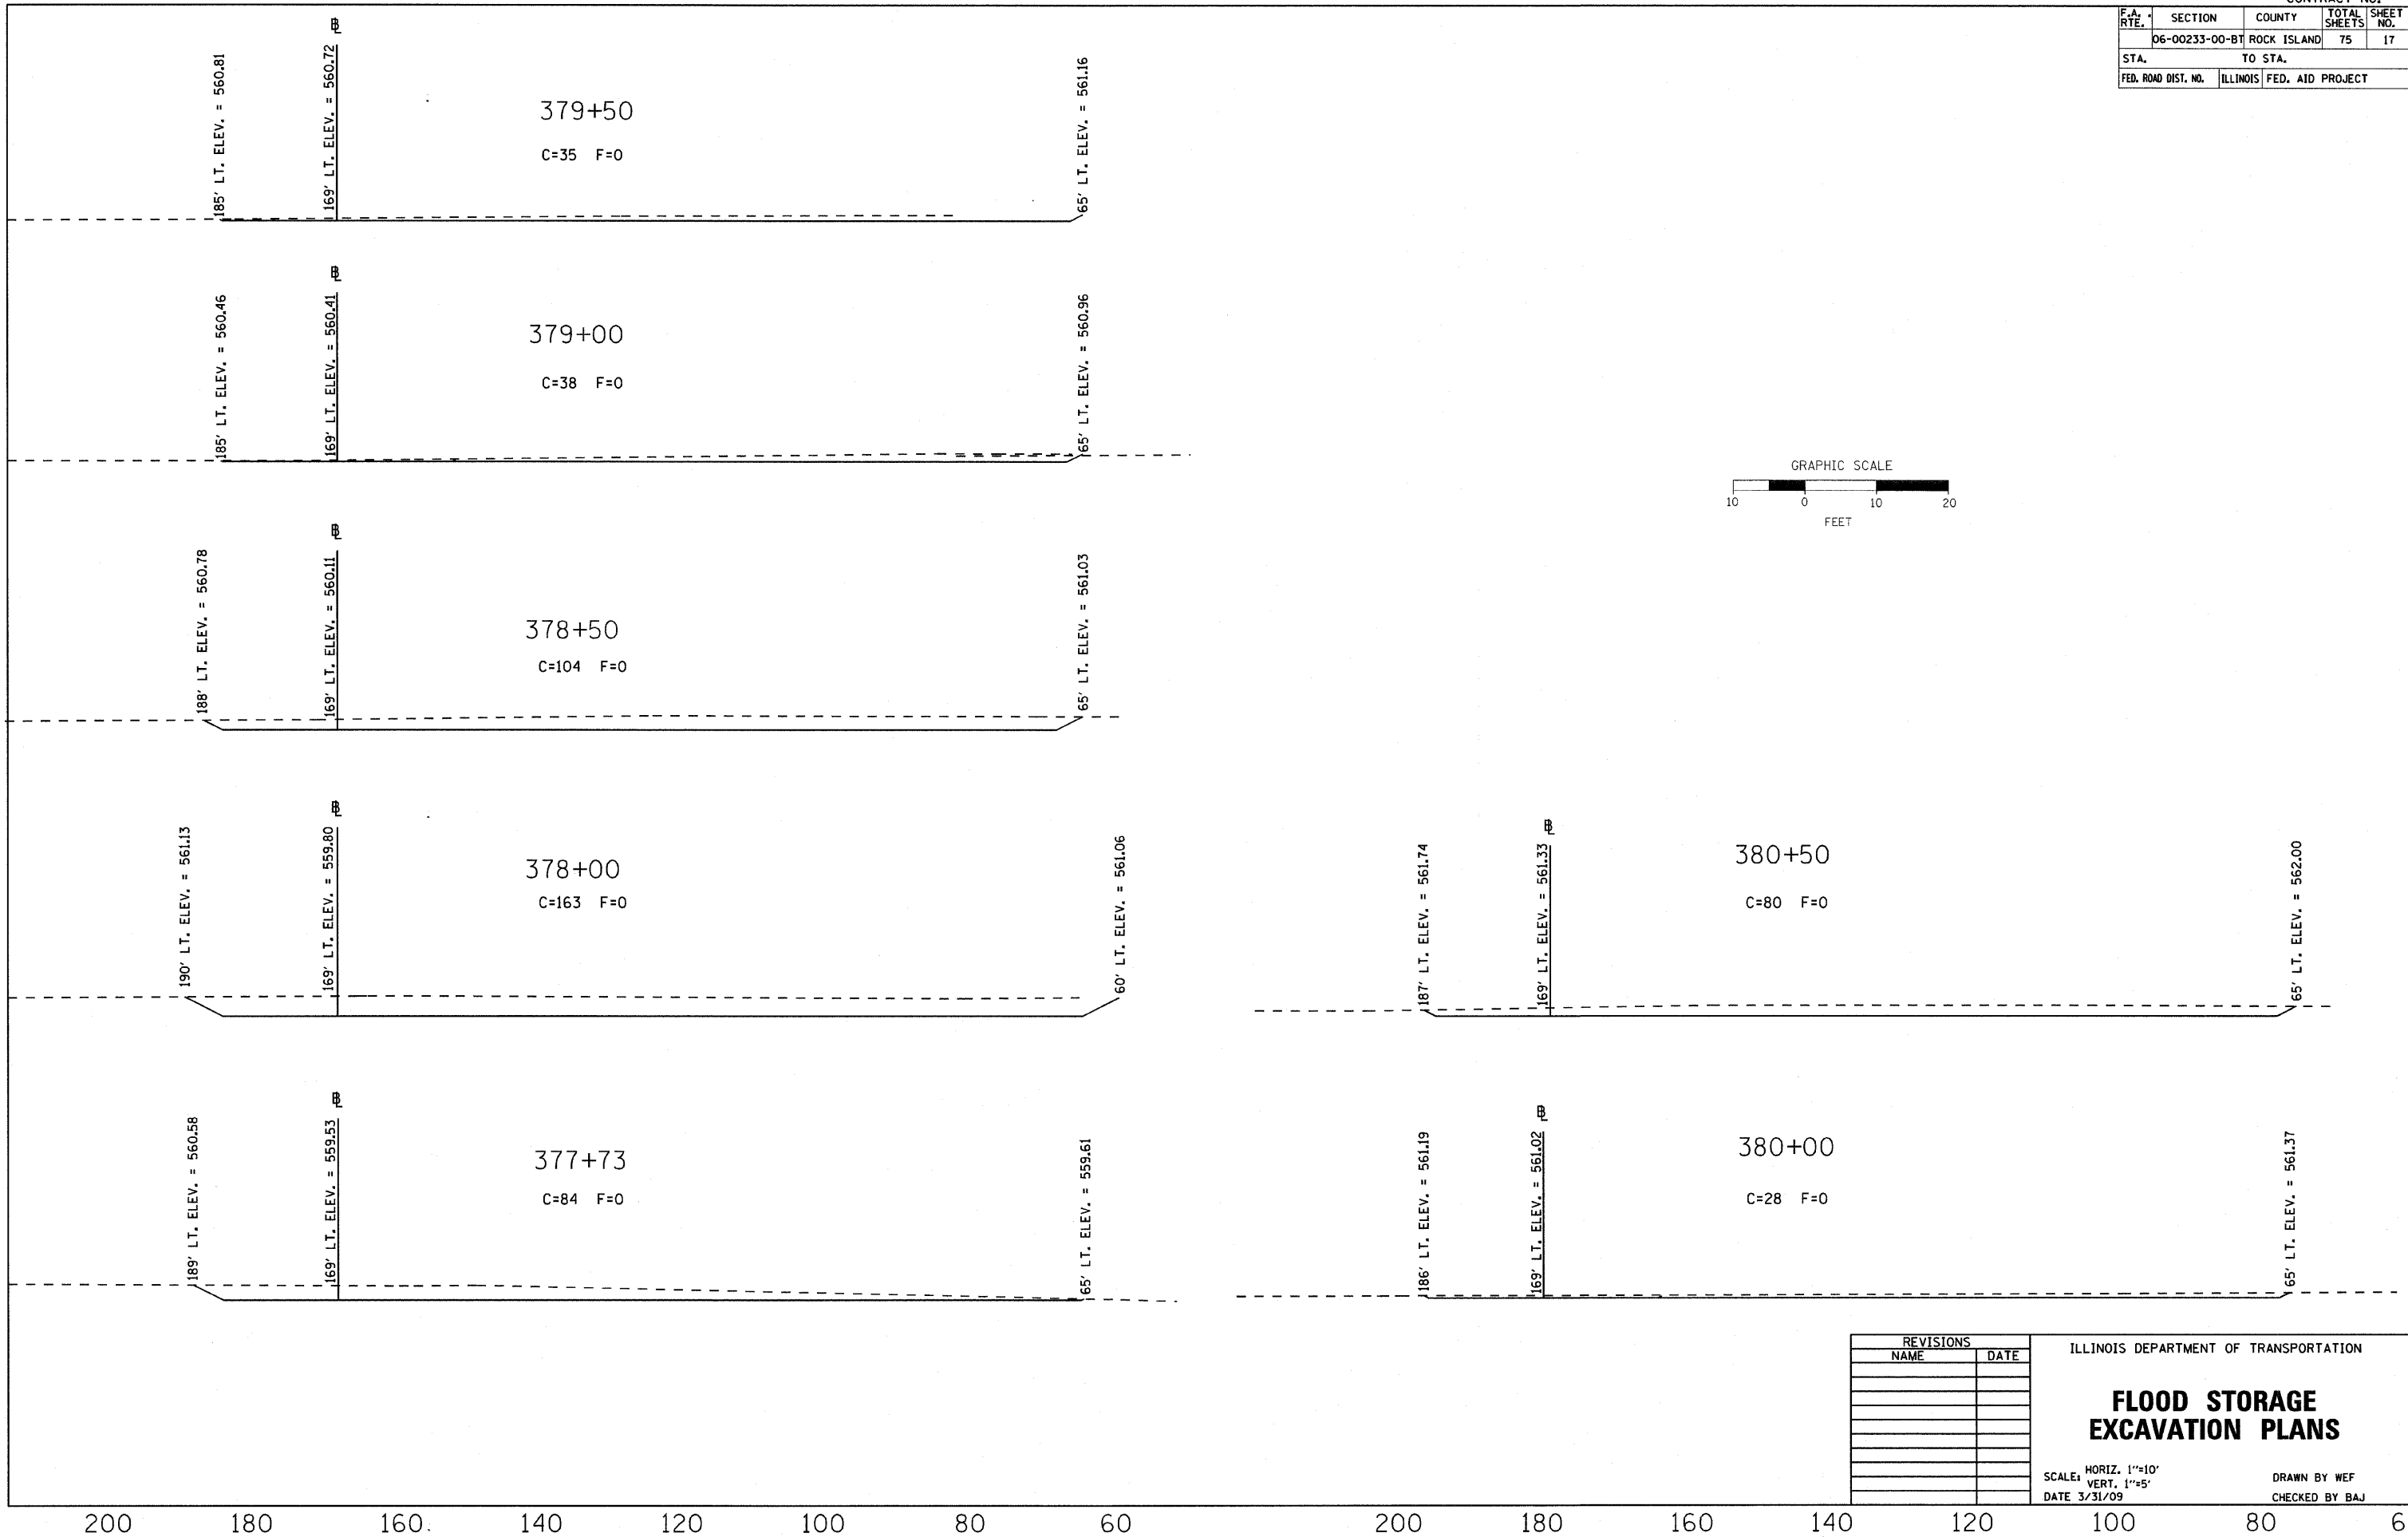 CONTRACT NO.
F.A. RTE. SECTION COUNTY TOTAL SHEETS SHEET NO.
06-00233-00-BT ROCK ISLAND 75 17
STA. TO STA.
FED. ROAD DIST. NO. ILLINOIS FED. AID PROJECT
185' LT. ELEV. = 560.81
169' LT. ELEV. = 560.72
379+50
C=35 F=0
65' LT. ELEV. = 561.16
185' LT. ELEV. = 560.46
169' LT. ELEV. = 560.41
379+00
C=38 F=0
65' LT. ELEV. = 560.96
GRAPHIC SCALE
10 0 10 20
FEET
188' LT. ELEV. = 560.78
169' LT. ELEV. = 560.11
378+50
C=104 F=0
65' LT. ELEV. = 561.03
190' LT. ELEV. = 561.13
169' LT. ELEV. = 559.80
378+00
C=163 F=0
60' LT. ELEV. = 561.06
187' LT. ELEV. = 561.74
169' LT. ELEV. = 561.33
380+50
C=80 F=0
65' LT. ELEV. = 562.00
189' LT. ELEV. = 560.58
169' LT. ELEV. = 559.53
377+73
C=84 F=0
65' LT. ELEV. = 559.61
186' LT. ELEV. = 561.19
169' LT. ELEV. = 561.02
380+00
C=28 F=0
65' LT. ELEV. = 561.37
REVISIONS
NAME DATE
ILLINOIS DEPARTMENT OF TRANSPORTATION
FLOOD STORAGE
EXCAVATION PLANS
SCALE: HORIZ. 1"=10'
VERT. 1"=5'
DATE 3/31/09
DRAWN BY WEF
CHECKED BY BAJ
200 180 160 140 120 100 80 60
200 180 160 140 120 100 80